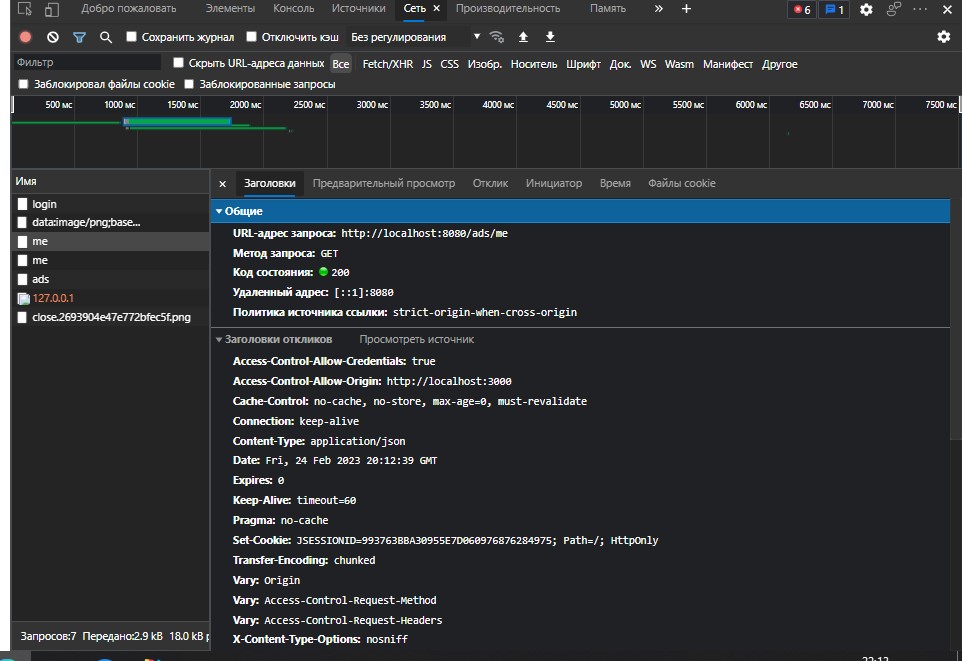 Добро пожаловать Элементы Консоль Источники Сеть × Производительность Память » +
6 1
Сохранить журнал Отключить кэш Без регулирования
Фильтр Скрыть URL-адреса данных Все Fetch/XHR JS CSS Изобр. Носитель Шрифт Док. WS Wasm Манифест Другое
Заблокировал файлы cookie Заблокированные запросы
500 мс 1000 мс 1500 мс 2000 мс 2500 мс 3000 мс 3500 мс 4000 мс 4500 мс 5000 мс 5500 мс 6000 мс 6500 мс 7000 мс 7500 мс
Имя × Заголовки Предварительный просмотр Отклик Инициатор Время Файлы cookie
login
data:image/png;base...
me
me
ads
127.0.0.1
close.2693904e47e772bfec5f.png
Общие
URL-адрес запроса: http://localhost:8080/ads/me
Метод запроса: GET
Код состояния: 200
Удаленный адрес: [::1]:8080
Политика источника ссылки: strict-origin-when-cross-origin
Заголовки откликов Просмотреть источник
Access-Control-Allow-Credentials: true
Access-Control-Allow-Origin: http://localhost:3000
Cache-Control: no-cache, no-store, max-age=0, must-revalidate
Connection: keep-alive
Content-Type: application/json
Date: Fri, 24 Feb 2023 20:12:39 GMT
Expires: 0
Keep-Alive: timeout=60
Pragma: no-cache
Set-Cookie: JSESSIONID=993763BBA30955E7D060976876284975; Path=/; HttpOnly
Transfer-Encoding: chunked
Vary: Origin
Vary: Access-Control-Request-Method
Vary: Access-Control-Request-Headers
X-Content-Type-Options: nosniff
Запросов:7 Передано:2.9 kB 18.0 kB